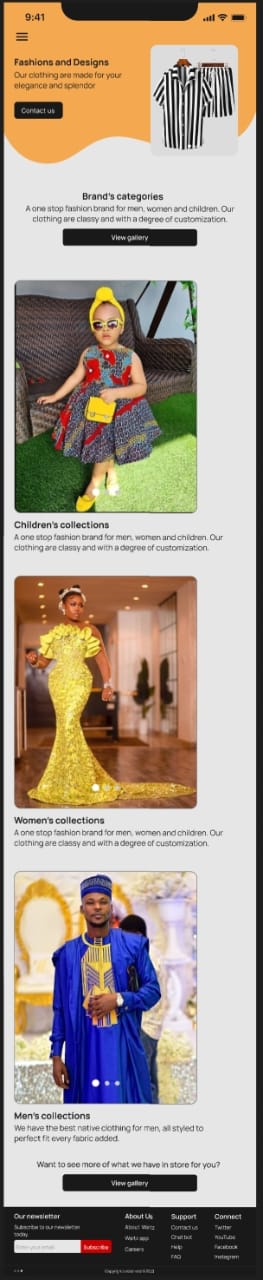 9:41
Fashions and Designs
Our clothing are made for your
elegance and splendor
Contact us
Brand's categories
A one stop fashion brand for men, women and children. Our
clothing are classy and with a degree of customization.
View gallery
Children's collections
A one stop fashion brand for men, women and children. Our
clothing are classy and with a degree of customization.
Women's collections
A one stop fashion brand for men, women and children. Our
clothing are classy and with a degree of customization.
Men's collections
We have the best native clothing for men, all styled to
perfect fit every fabric added.
Want to see more of what we have in store for you?
View gallery
Our newsletter
Subscribe to our newsletter
today.
Enter your email
Subscribe
About Us
About
Careers
Support
Contact us
Chat bot
Help
FAQ
Connect
Twitter
YouTube
Facebook
Instagram